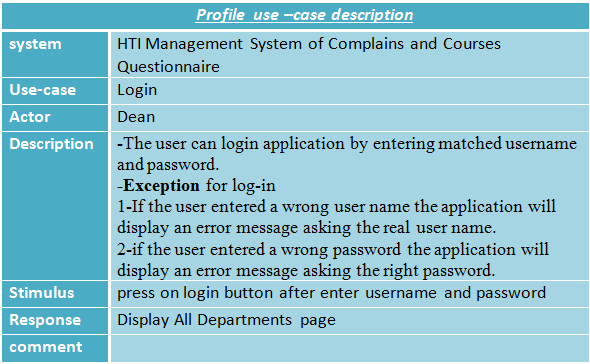 Profile use –case description
system HTI Management System of Complains and Courses
Questionnaire
Use-case Login
Actor Dean
Description -The user can login application by entering matched username
and password.
-Exception for log-in
1-If the user entered a wrong user name the application will
display an error message asking the real user name.
2-if the user entered a wrong password the application will
display an error message asking the right password.
Stimulus press on login button after enter username and password
Response Display All Departments page
comment